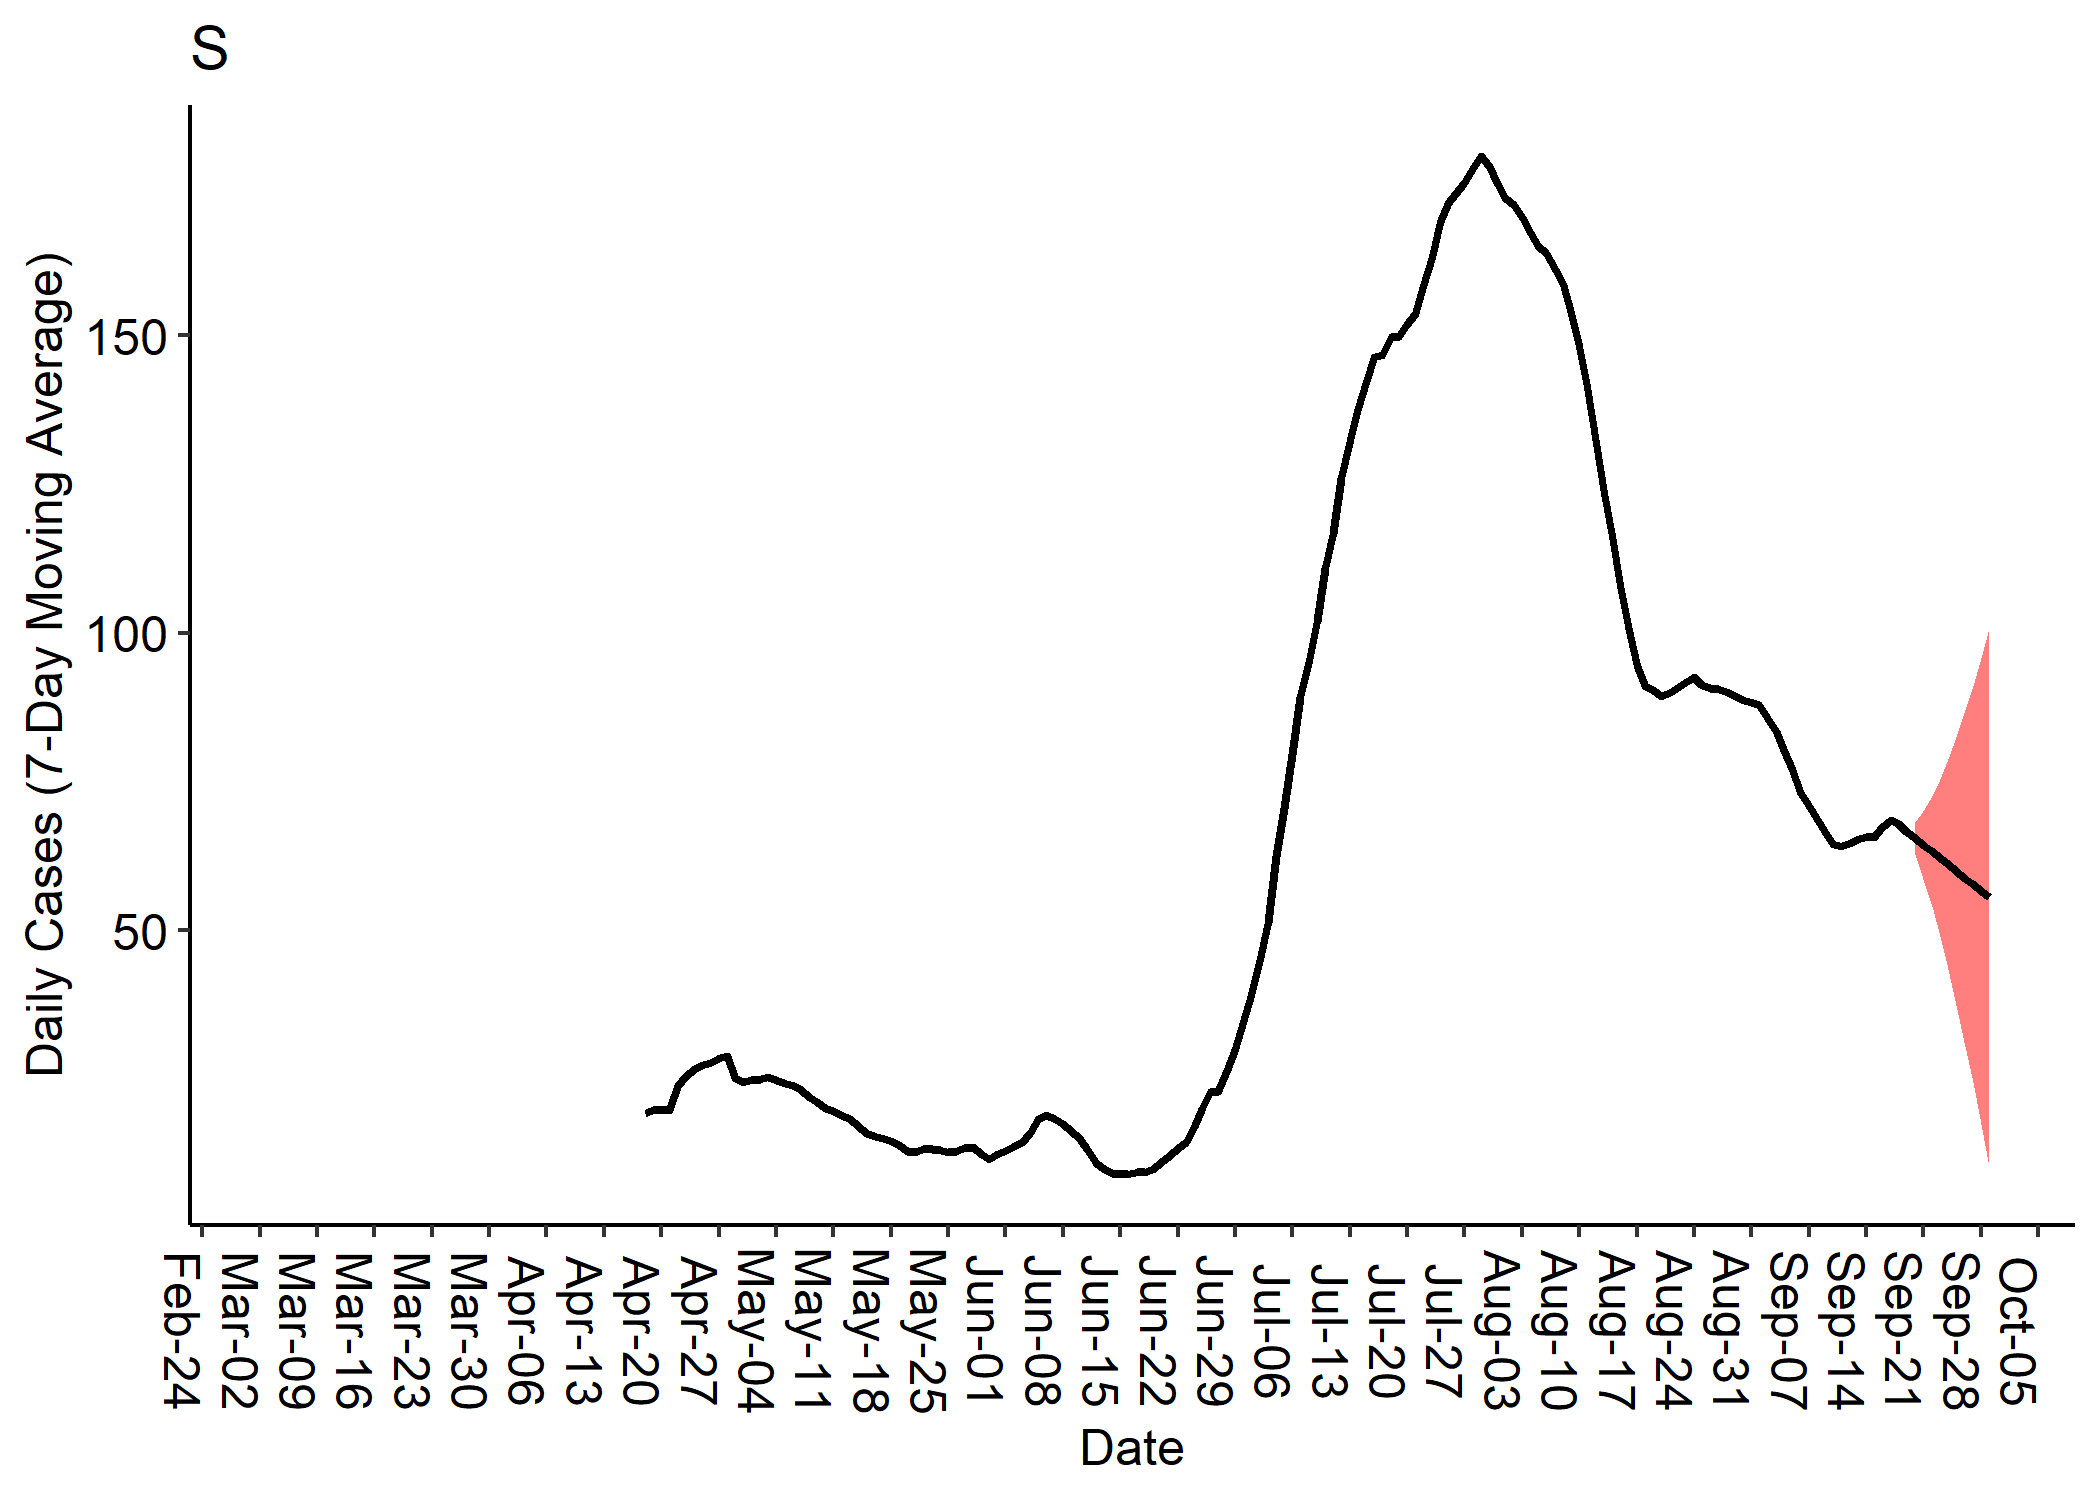 S
Daily Cases (7-Day Moving Average)
150
100
50
Feb-24
Mar-02
Mar-09
Mar-16
Mar-23
Mar-30
Apr-06
Apr-13
Apr-20
Apr-27
May-04
May-11
May-18
May-25
Jun-01
Jun-08
Jun-15
Jun-22
Jun-29
Jul-06
Jul-13
Jul-20
Jul-27
Aug-03
Aug-10
Aug-17
Aug-24
Aug-31
Sep-07
Sep-14
Sep-21
Sep-28
Oct-05
Date